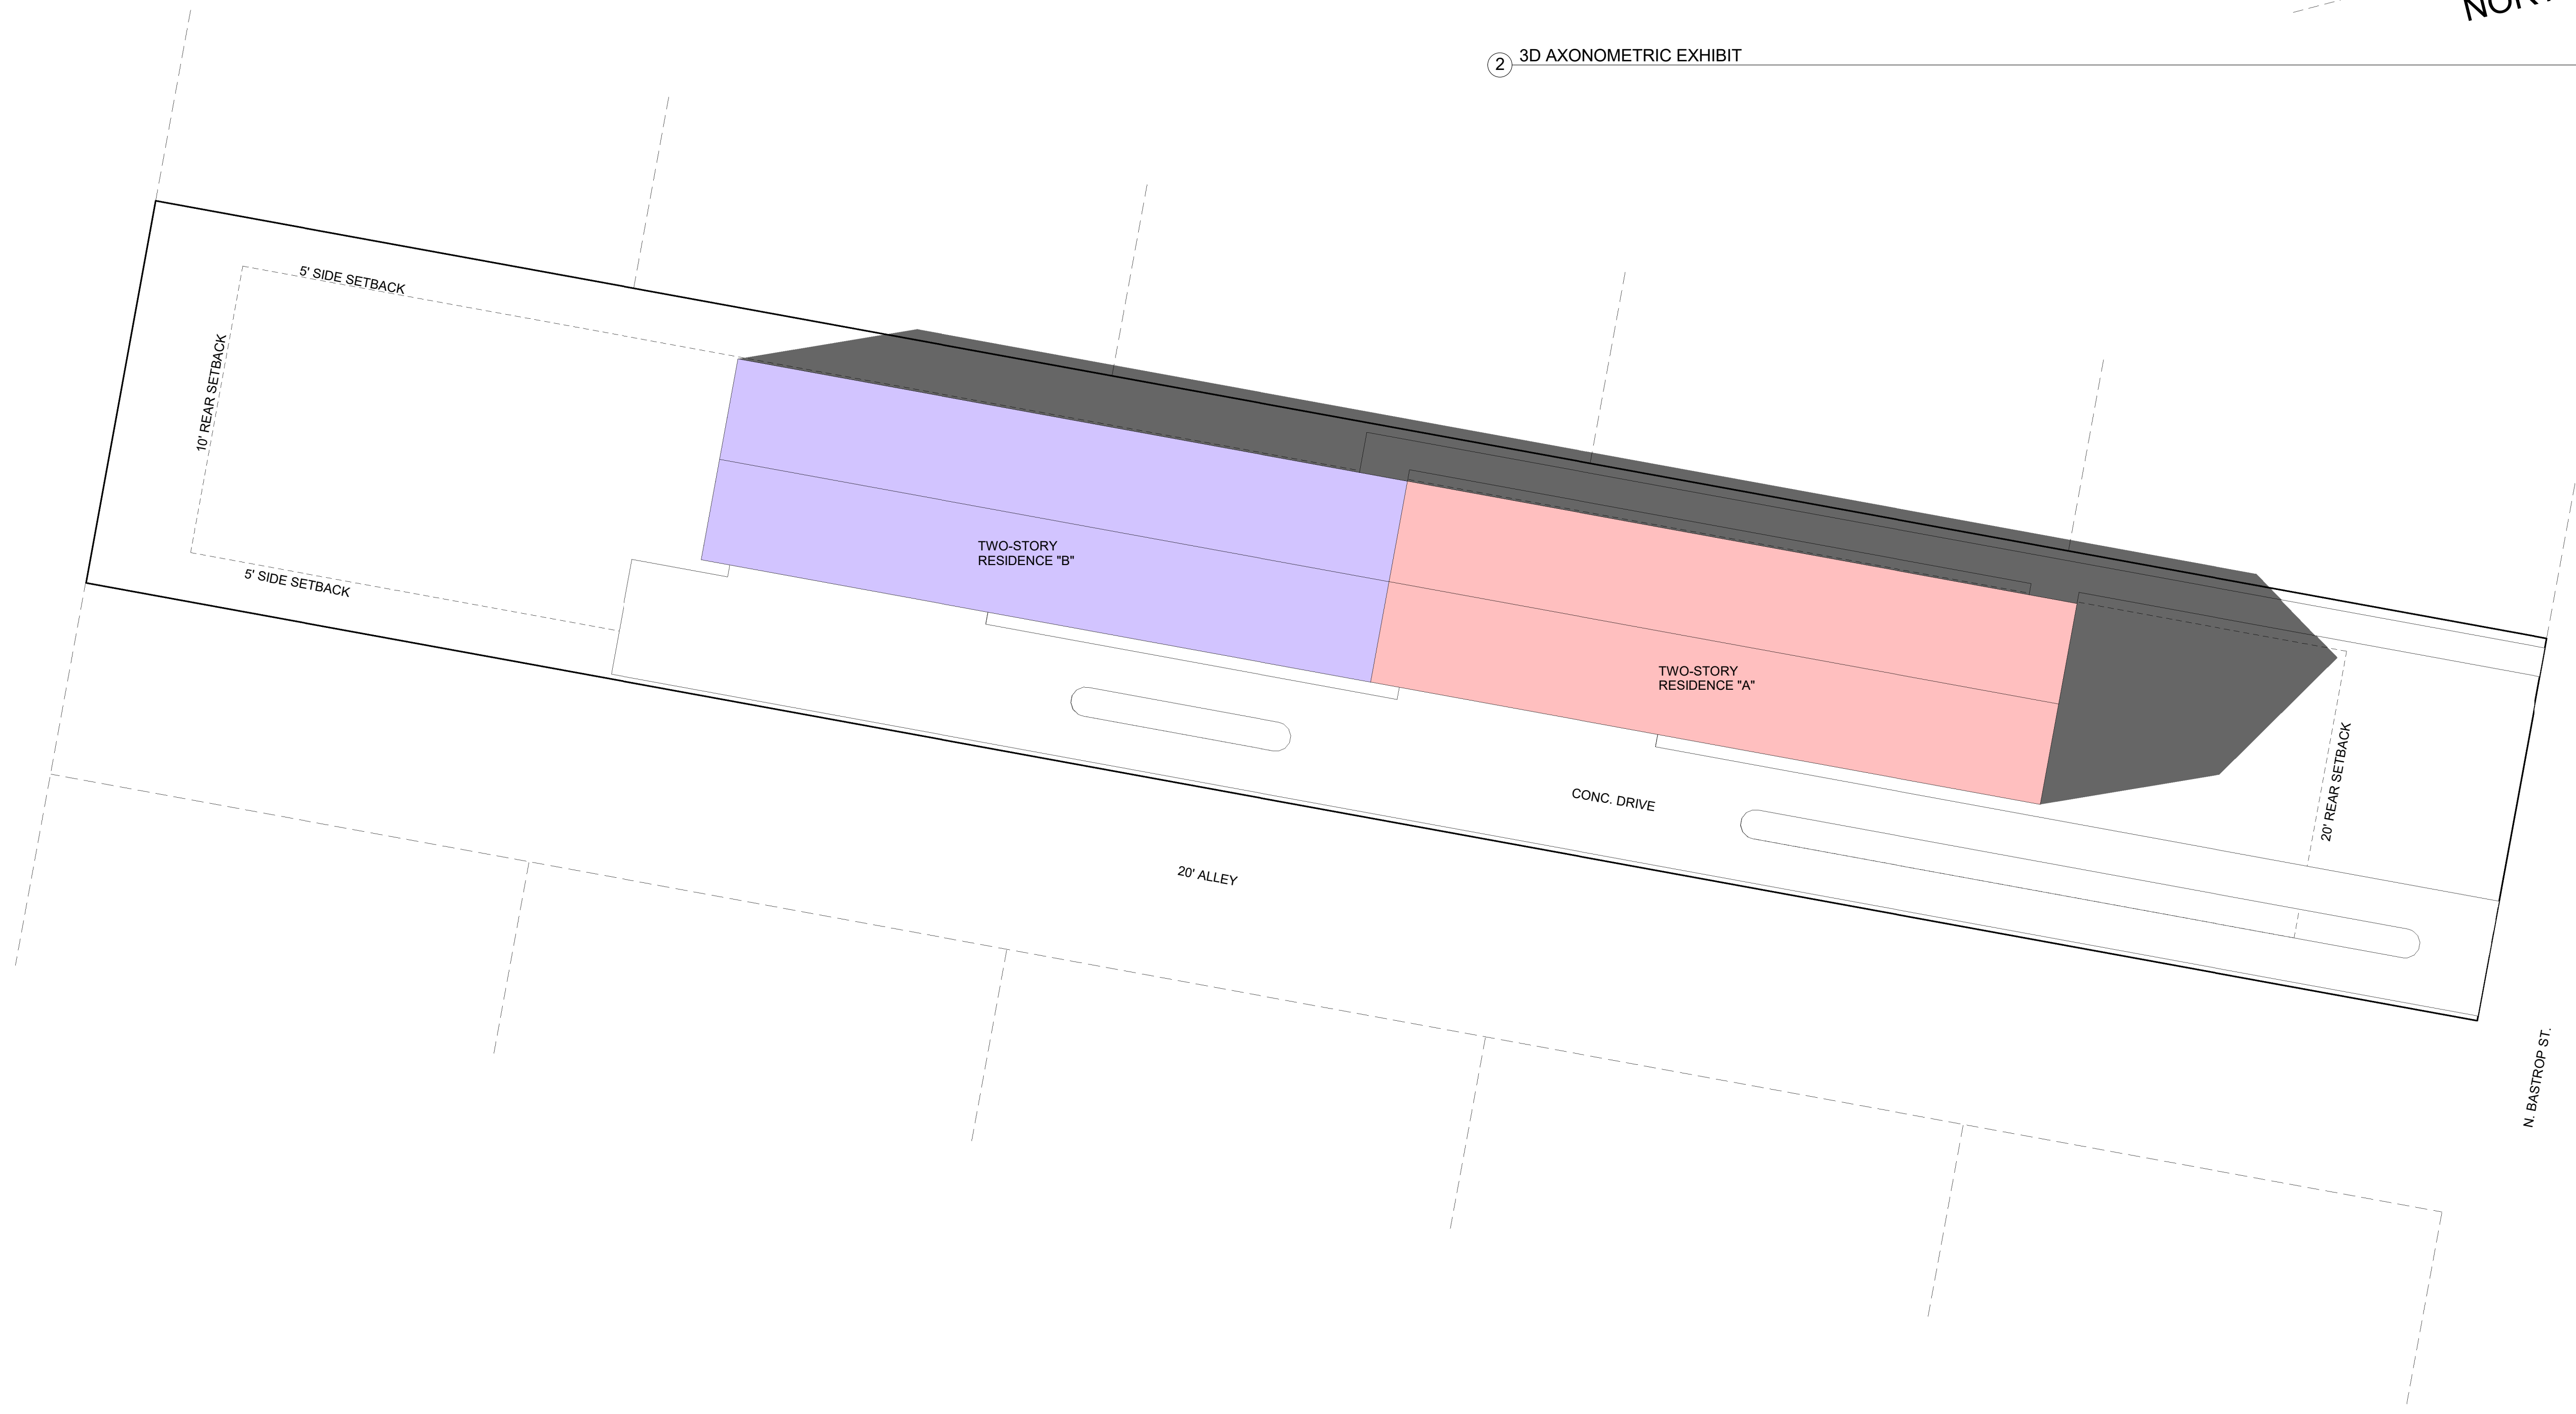 2
3D AXONOMETRIC EXHIBIT
5' SIDE SETBACK
10' REAR SETBACK
5' SIDE SETBACK
TWO-STORY
RESIDENCE "B"
TWO-STORY
RESIDENCE "A"
CONC. DRIVE
20' REAR SETBACK
20' ALLEY
N. BASTROP ST.